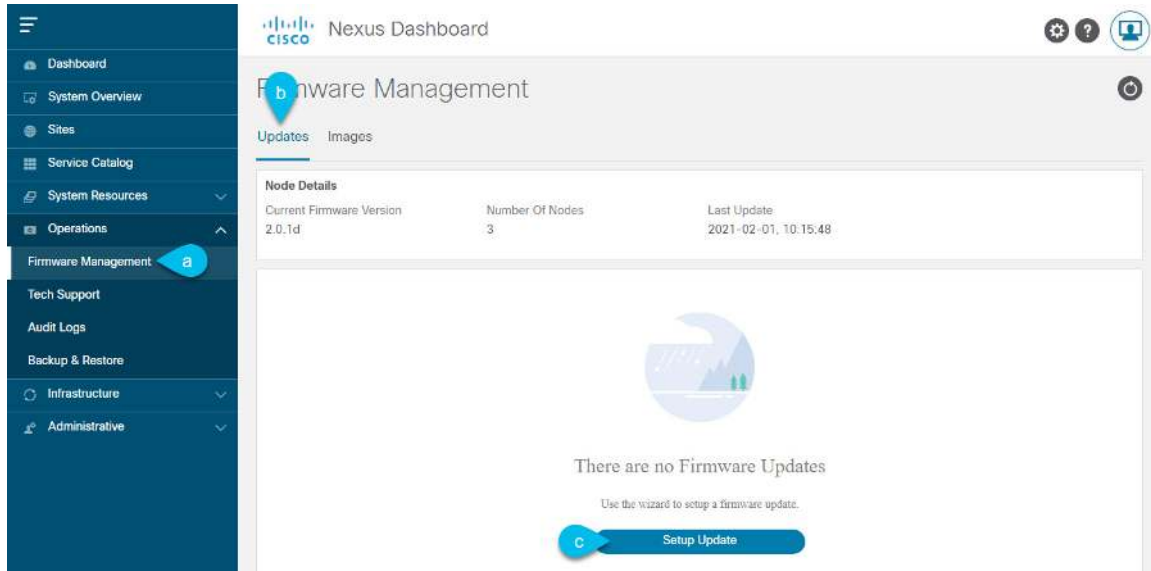 CISCO Nexus Dashboard
Dashboard
System Overview
Sites
Service Catalog
System Resources
Operations
Firmware Management a
Tech Support
Audit Logs
Backup & Restore
Infrastructure
Administrative
Firmware Management
b
Updates Images
Node Details
Current Firmware Version Number Of Nodes Last Update
2.0.1d 3 2021-02-01, 10:15:48
There are no Firmware Updates
Use the wizard to setup a firmware update.
c Setup Update